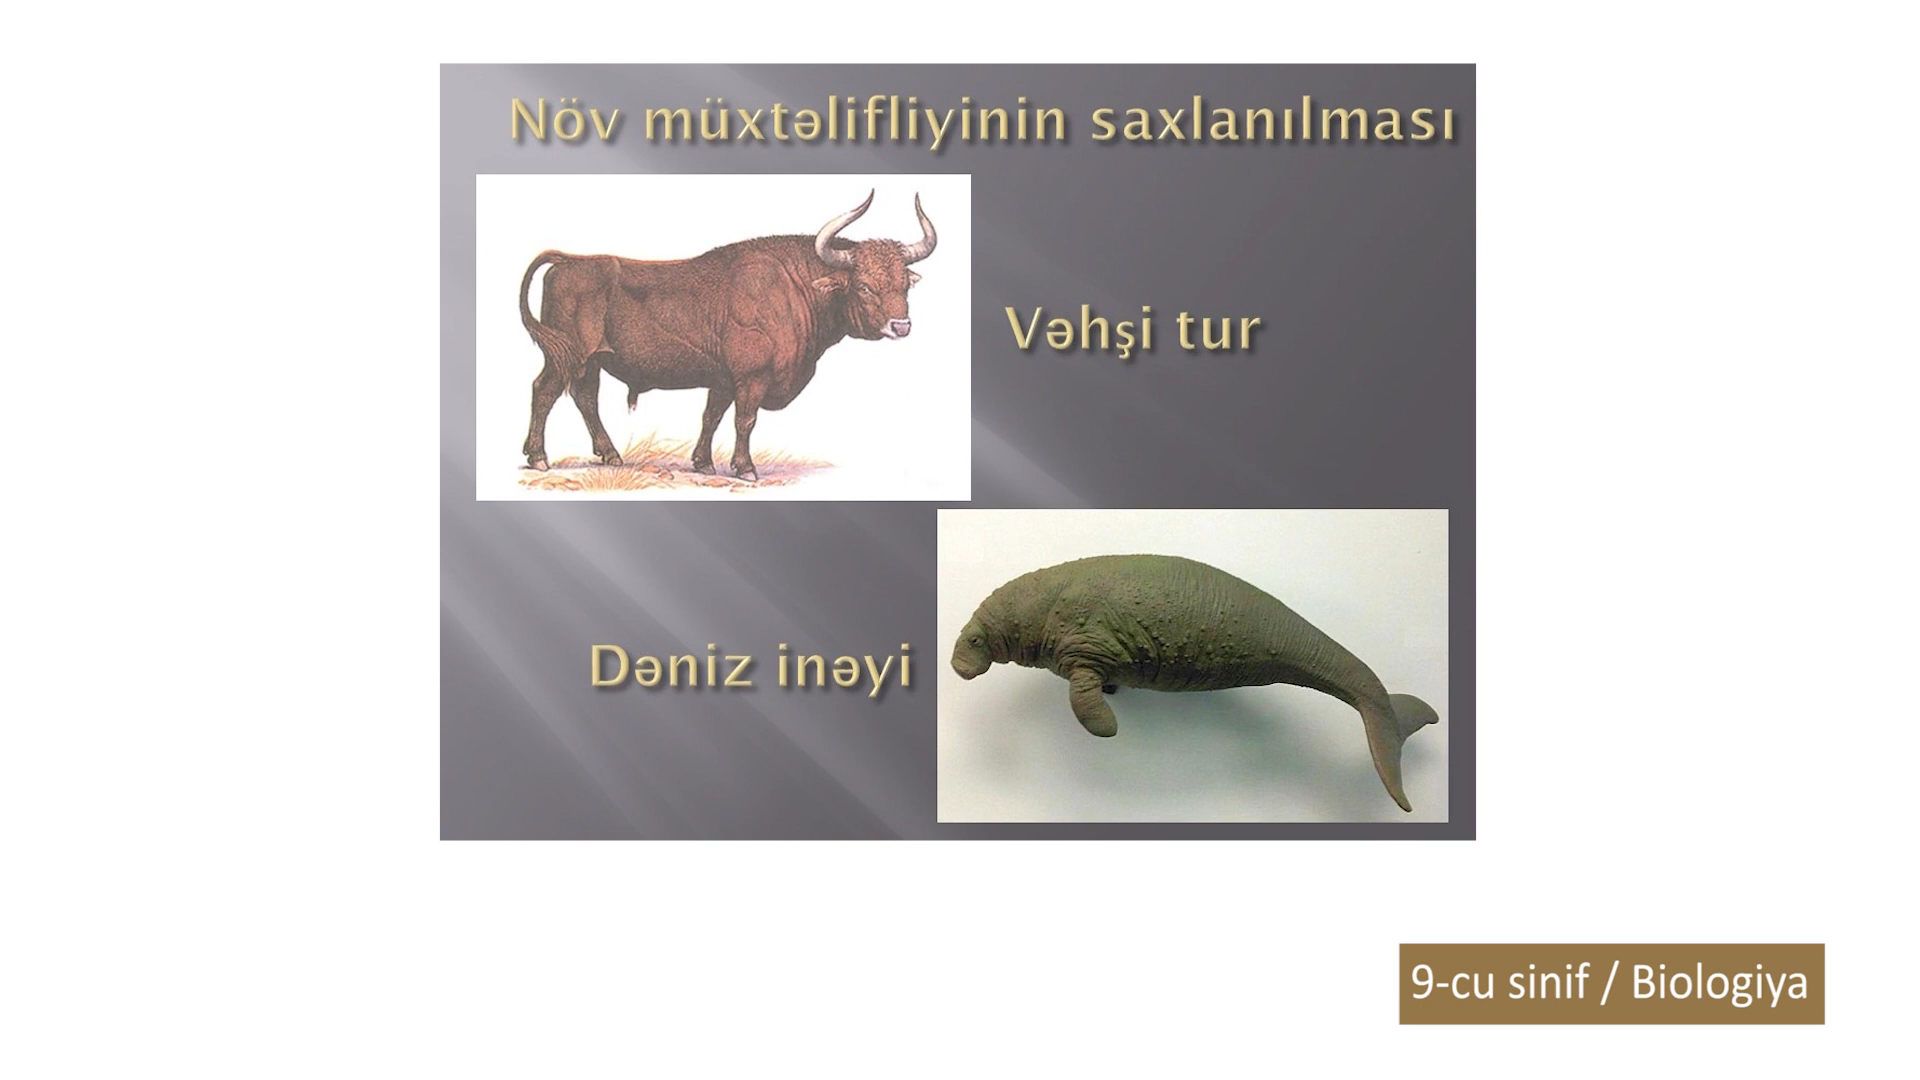 Növ müxtəlifliyinin saxlanılması
Vəhşi tur
Dəniz inəyi
9-cu sinif / Biologiya